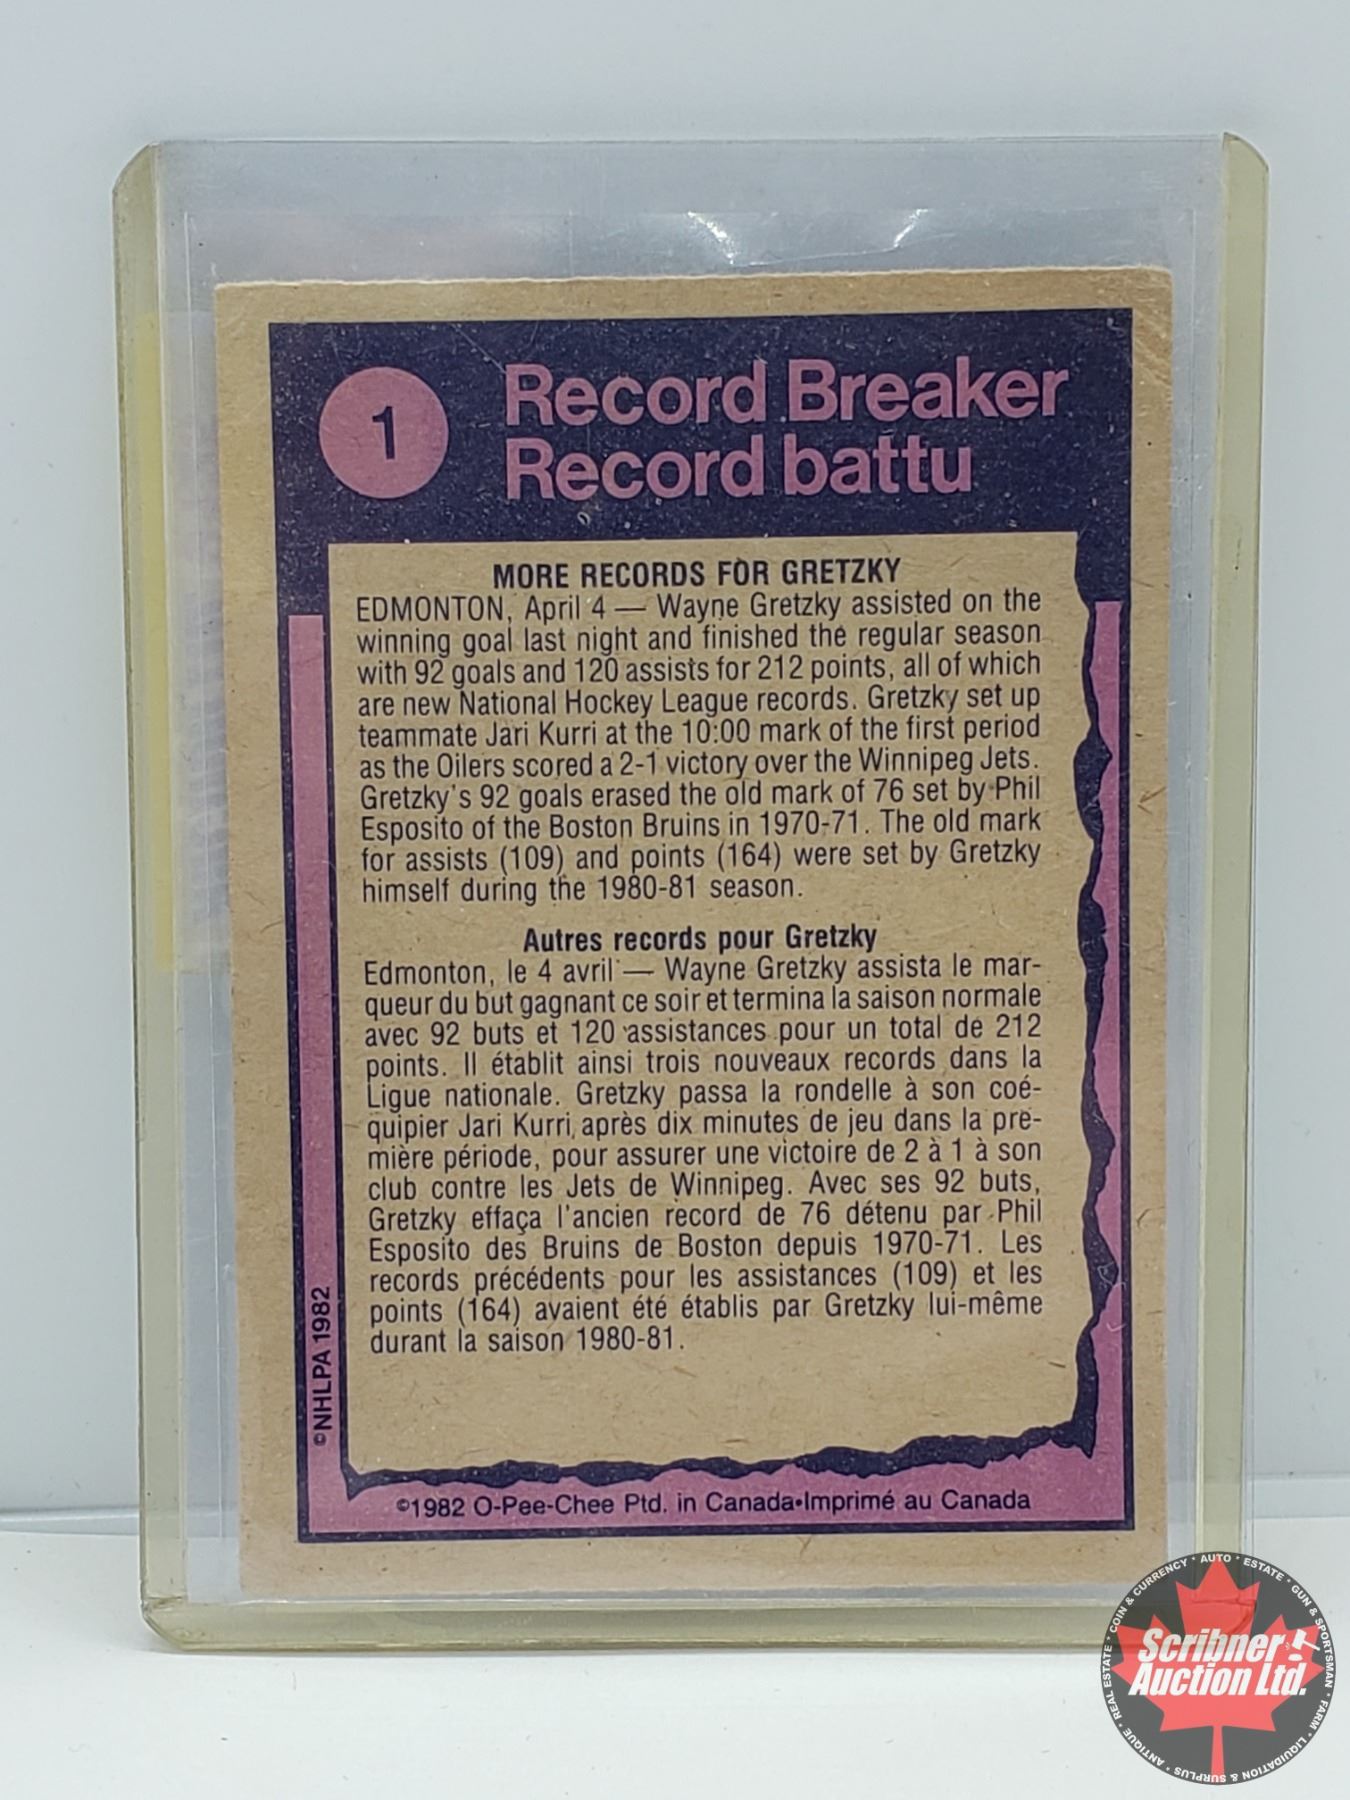 1
Record Breaker
Record battu
MORE RECORDS FOR GRETZKY
EDMONTON, April 4 — Wayne Gretzky assisted on the
winning goal last night and finished the regular season
with 92 goals and 120 assists for 212 points, all of which
are new National Hockey League records. Gretzky set up
teammate Jari Kurri at the 10:00 mark of the first period
as the Oilers scored a 2-1 victory over the Winnipeg Jets.
Gretzky's 92 goals erased the old mark of 76 set by Phil
Esposito of the Boston Bruins in 1970-71. The old mark
for assists (109) and points (164) were set by Gretzky
himself during the 1980-81 season.
Autres records pour Gretzky
Edmonton, le 4 avril — Wayne Gretzky assista le mar-
queur du but gagnant ce soir et termina la saison normale
avec 92 buts et 120 assistances pour un total de 212
points. Il établit ainsi trois nouveaux records dans la
Ligue nationale. Gretzky passa la rondelle à son coé-
quipier Jari Kurri, après dix minutes de jeu dans la pre-
mière période, pour assurer une victoire de 2 à 1 à son
club contre les Jets de Winnipeg. Avec ses 92 buts,
Gretzky effaça l'ancien record de 76 détenu par Phil
Esposito des Bruins de Boston depuis 1970-71. Les
records précédents pour les assistances (109) et les
points (164) avaient été établis par Gretzky lui-même
durant la saison 1980-81.
©NHLPA 1982
©1982 O-Pee-Chee Ptd. in Canada•Imprimé au Canada
Scribner
Auction Ltd.
REAL ESTATE * COIN & CURRENCY * AUTO * ESTATE * GUN & SPORTSMAN * FARM * LIQUIDATION & SURPLUS * ANTIQUE *